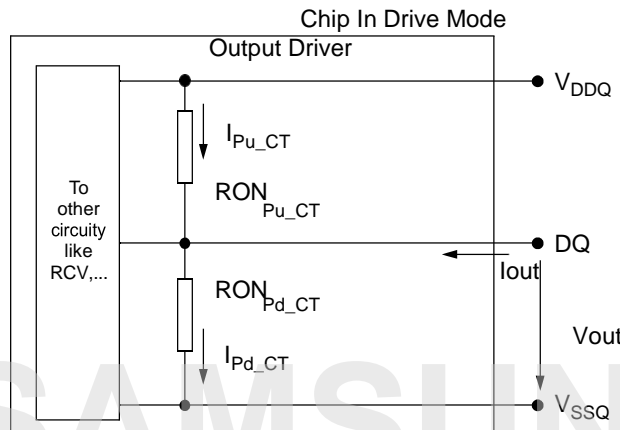 Chip In Drive Mode
Output Driver
VDDQ
IPu_CT
To
other
circuity
like
RCV,...
RONPu_CT
DQ
Iout
RONPd_CT
Vout
IPd_CT
VSSQ
SAMSUN